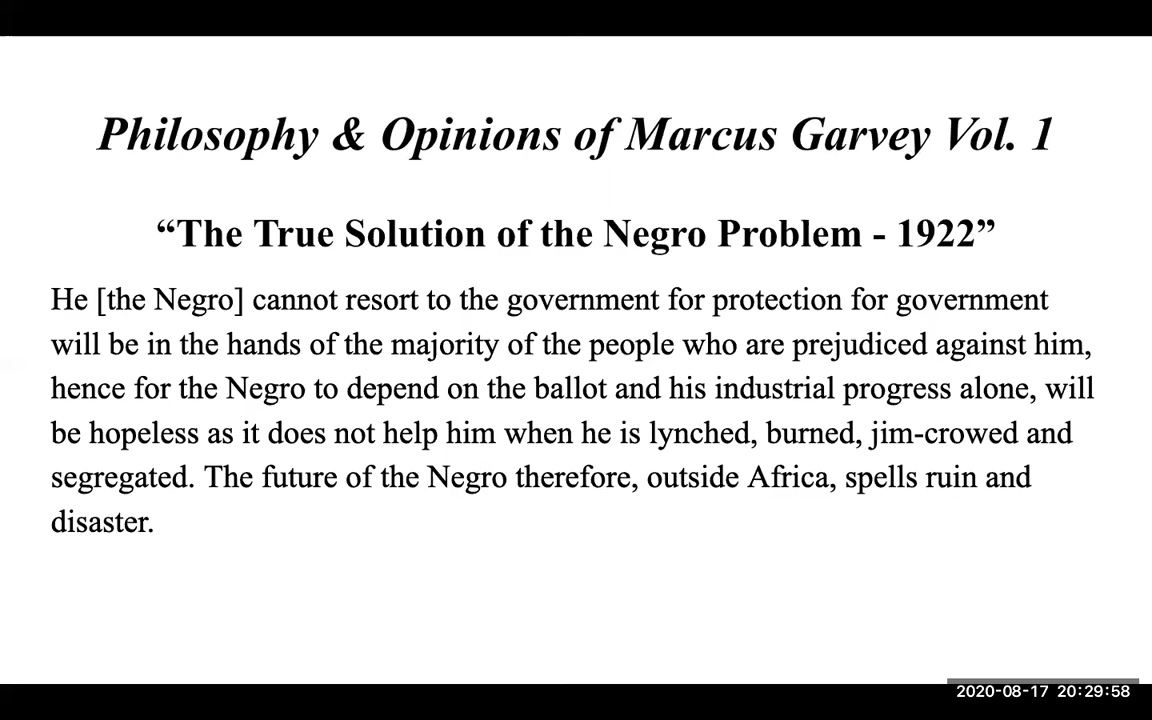 Philosophy & Opinions of Marcus Garvey Vol. 1
“The True Solution of the Negro Problem - 1922”
He [the Negro] cannot resort to the government for protection for government
will be in the hands of the majority of the people who are prejudiced against him,
hence for the Negro to depend on the ballot and his industrial progress alone, will
be hopeless as it does not help him when he is lynched, burned, jim-crowed and
segregated. The future of the Negro therefore, outside Africa, spells ruin and
disaster.
2020-08-17 20:29:58